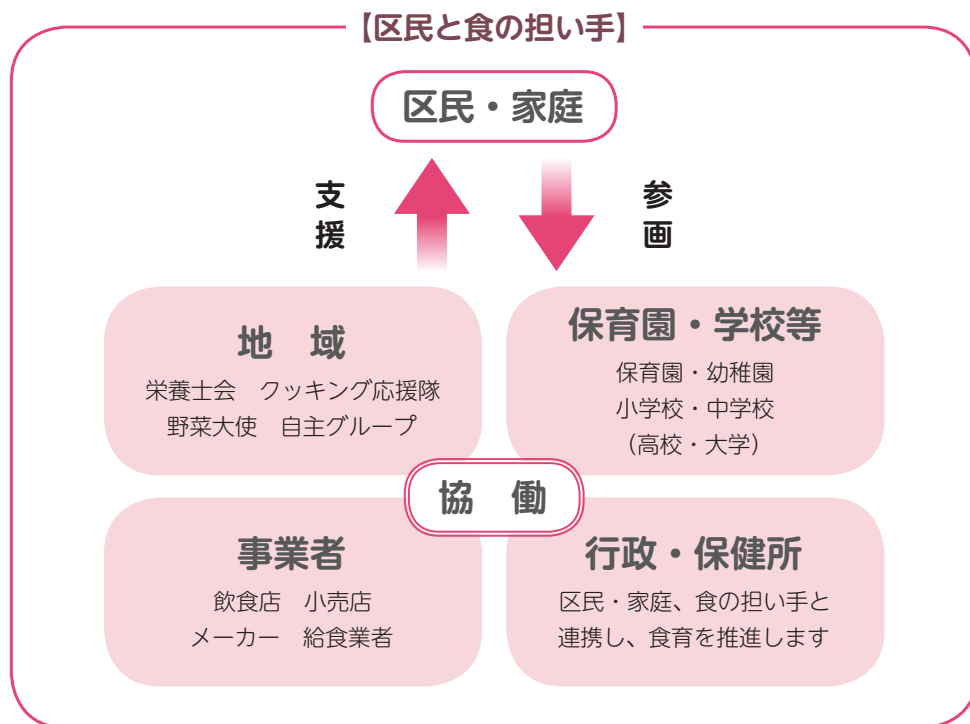 【区民と食の担い手】
区民・家庭
支援
参画
地　域
栄養士会　クッキング応援隊
野菜大使　自主グループ
保育園・学校等
保育園・幼稚園
小学校・中学校
（高校・大学）
協　働
事業者
飲食店　小売店
メーカー　給食業者
行政・保健所
区民・家庭、食の担い手と
連携し、食育を推進します